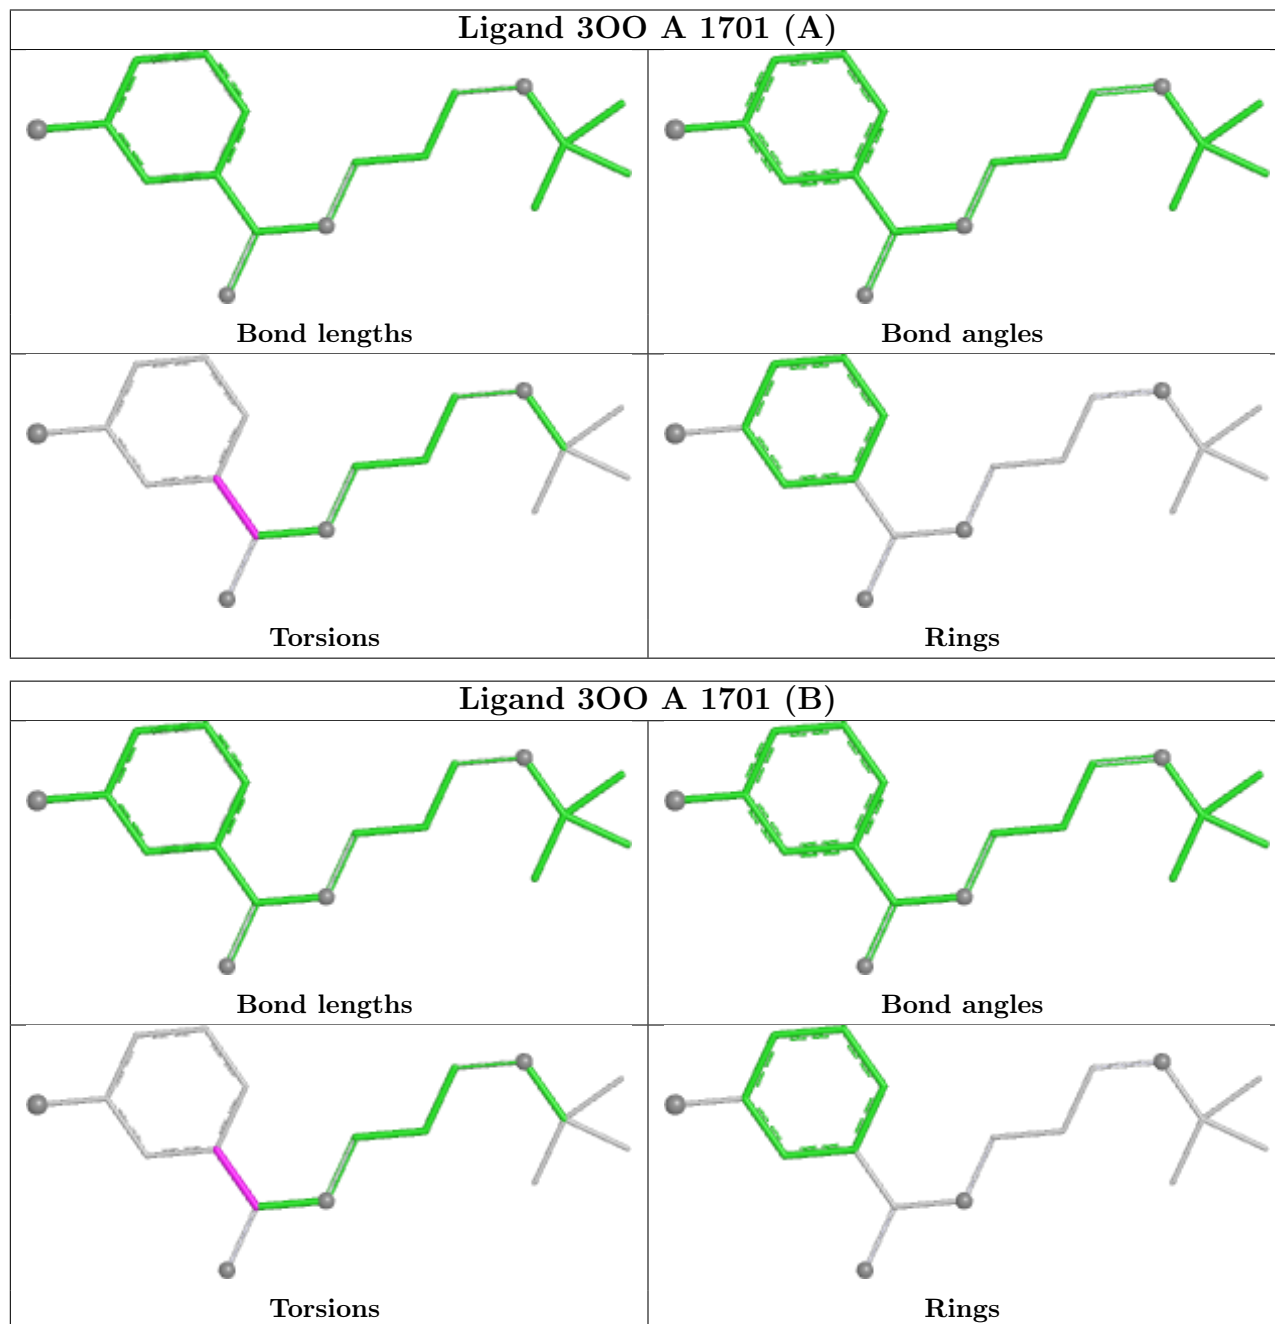 Ligand 3OO A 1701 (A)
Bond lengths
Bond angles
Torsions
Rings
Ligand 3OO A 1701 (B)
Bond lengths
Bond angles
Torsions
Rings